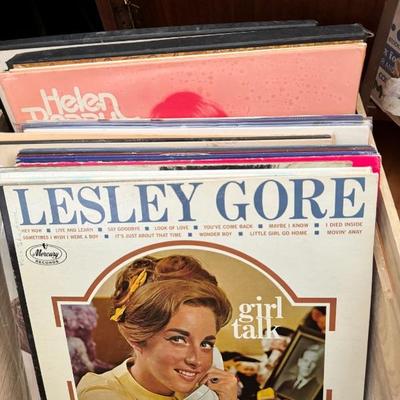 Helen
Reddy
LESLEY GORE
HEY NOW ■ LIVE AND LEARN ■ SAY GOODBYE ■ LOOK OF LOVE ■ YOU'VE COME BACK ■ MAYBE I KNOW ■ I DIED INSIDE
SOMETIMES I WISH I WERE A BOY ■ IT'S JUST ABOUT THAT TIME ■ WONDER BOY ■ LITTLE GIRL GO HOME ■ MOVIN' AWAY
Mercury
RECORDS
girl
talk